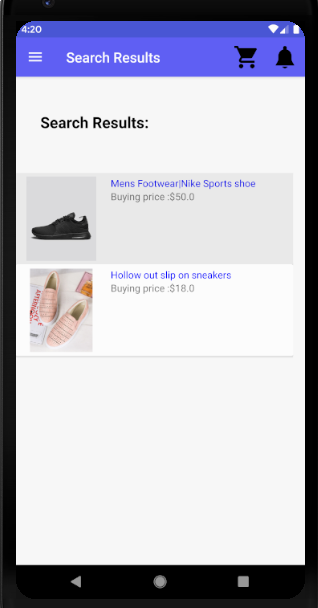 4:20
Search Results
Search Results:
Mens Footwear|Nike Sports shoe
Buying price :$50.0
Hollow out slip on sneakers
Buying price :$18.0